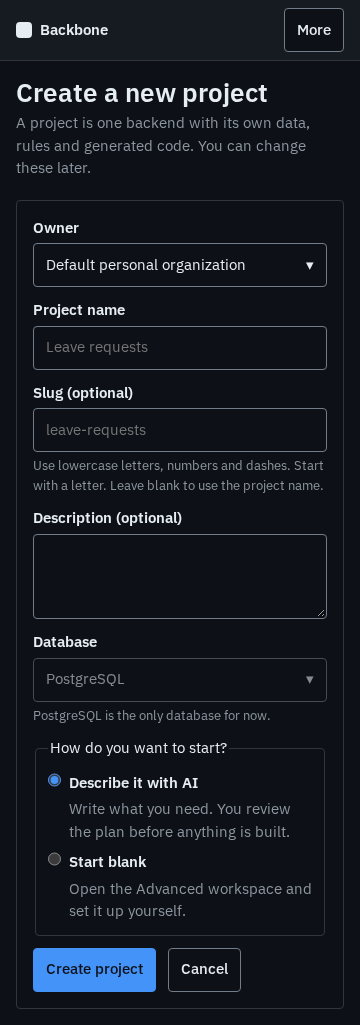 Backbone
More
Create a new project
A project is one backend with its own data,
rules and generated code. You can change
these later.
Owner
Default personal organization
Project name
Leave requests
Slug (optional)
leave-requests
Use lowercase letters, numbers and dashes. Start
with a letter. Leave blank to use the project name.
Description (optional)
Database
PostgreSQL
PostgreSQL is the only database for now.
How do you want to start?
Describe it with AI
Write what you need. You review
the plan before anything is built.
Start blank
Open the Advanced workspace and
set it up yourself.
Create project
Cancel